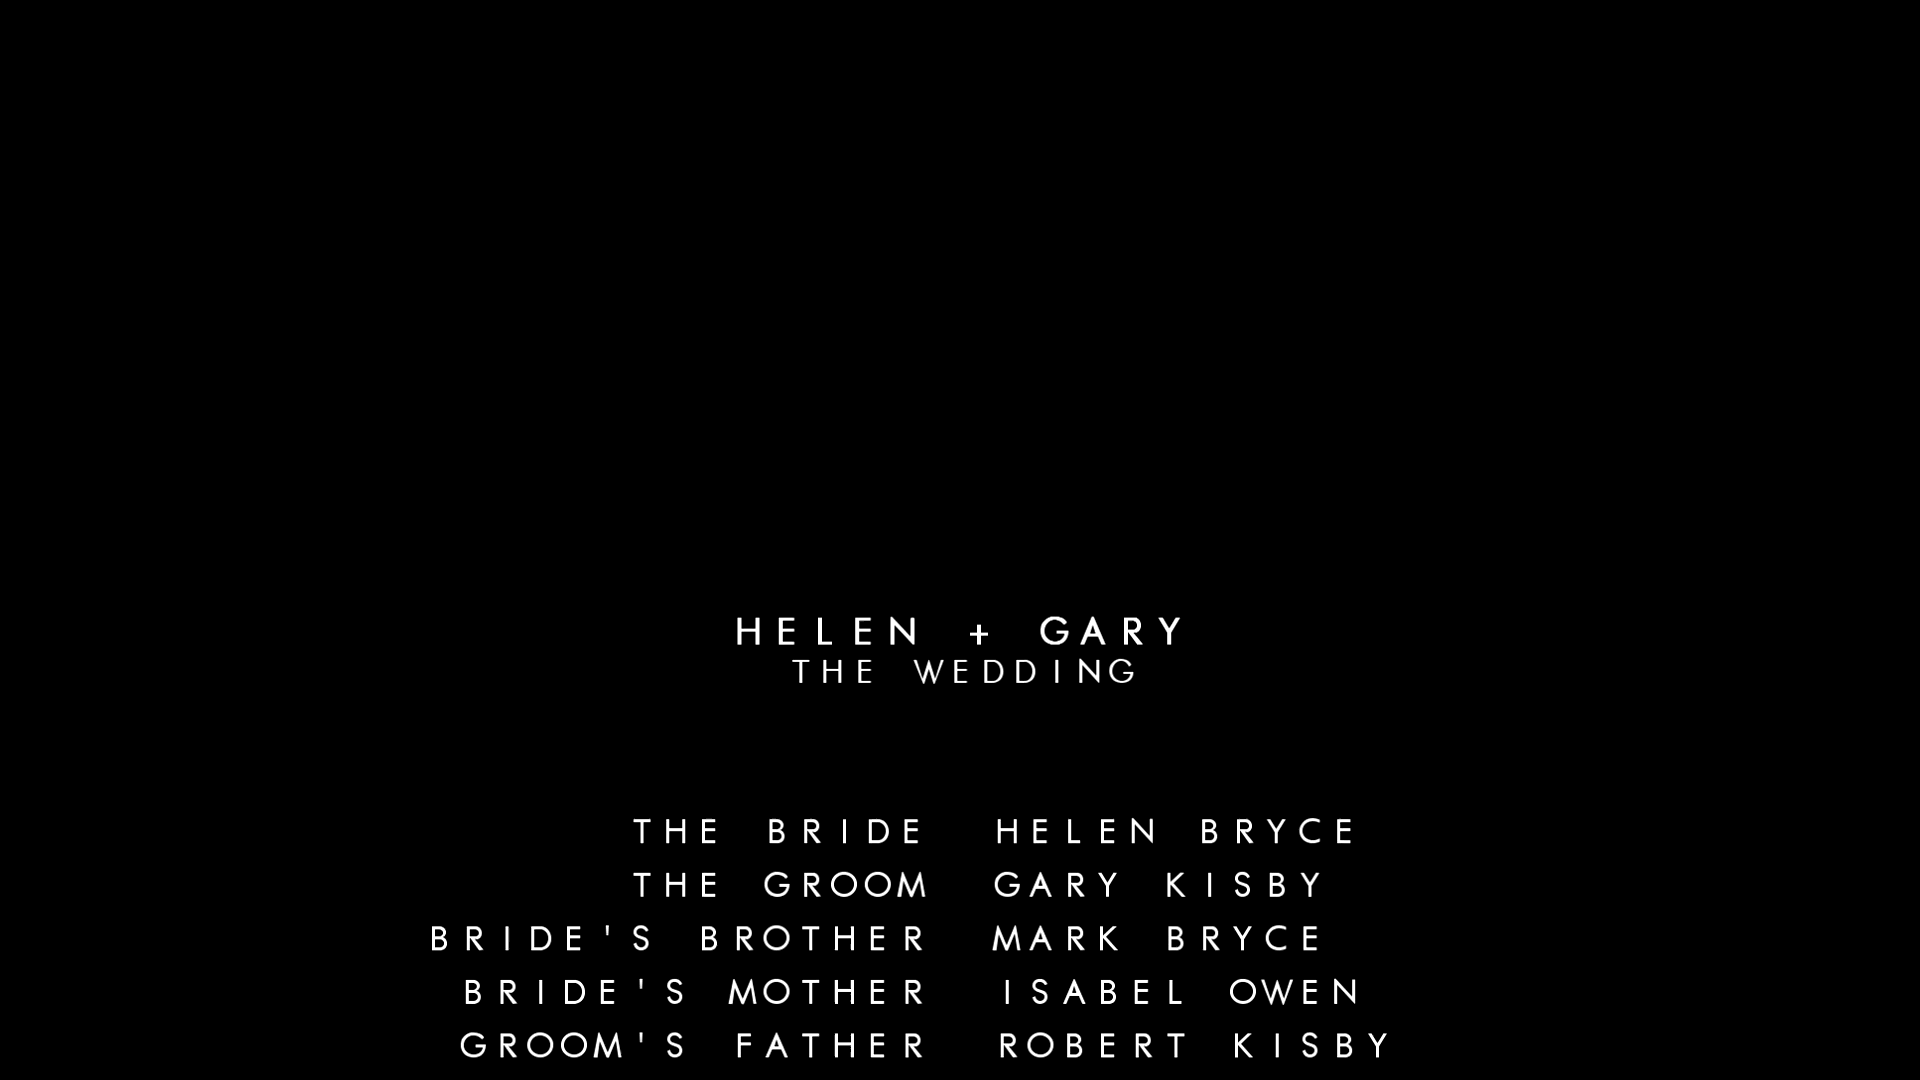 HELEN + GARY
THE WEDDING
THE BRIDE HELEN BRYCE
THE GROOM GARY KISBY
BRIDE'S BROTHER MARK BRYCE
BRIDE'S MOTHER ISABEL OWEN
GROOM'S FATHER ROBERT KISBY